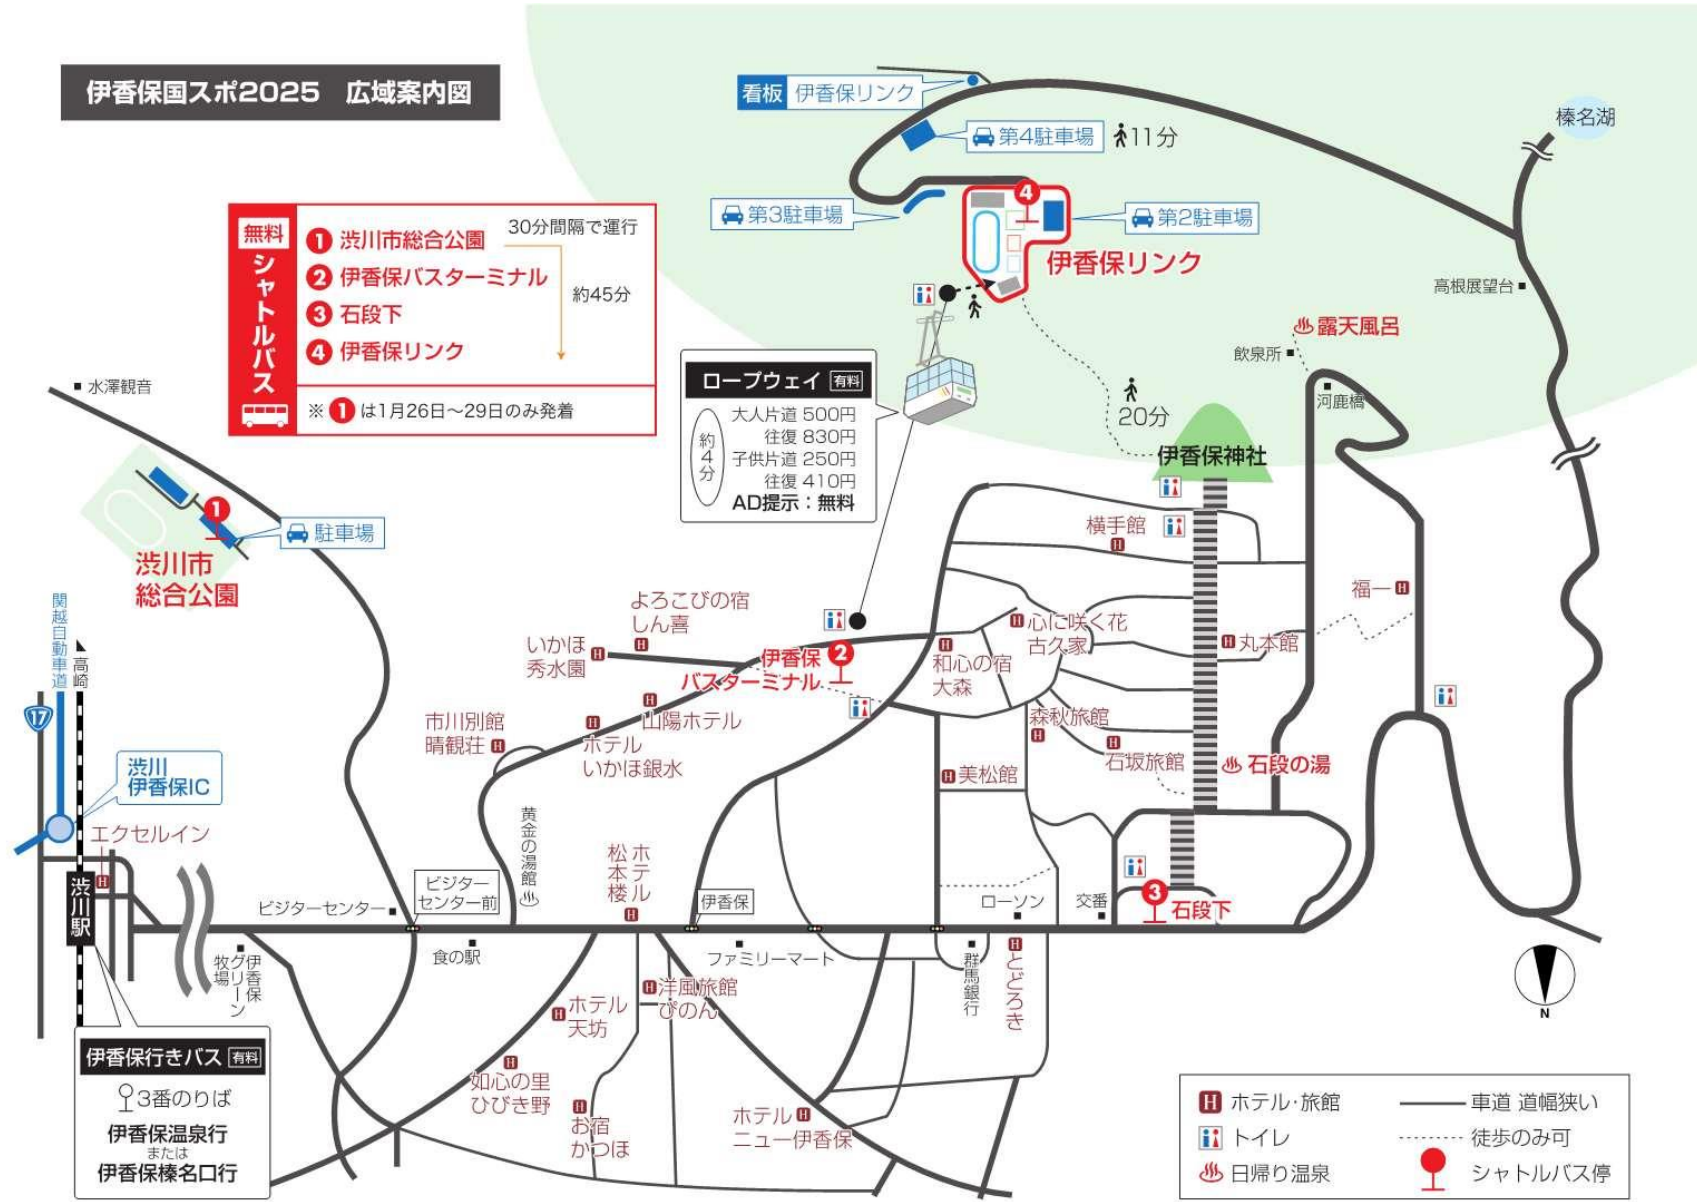 伊香保国スポ2025　広域案内図
看板 伊香保リンク
第4駐車場 11分
第3駐車場
第2駐車場
伊香保リンク
4
榛名湖
高根展望台
露天風呂
飲泉所
河鹿橋
20分
伊香保神社
無料
シャトルバス
1 渋川市総合公園
30分間隔で運行
2 伊香保バスターミナル
約45分
3 石段下
4 伊香保リンク
※ 1 は1月26日～29日のみ発着
ロープウェイ 有料
約4分
大人片道 500円
往復 830円
子供片道 250円
往復 410円
AD提示：無料
水澤観音
1
駐車場
渋川市
総合公園
関越自動車道
高崎
17
渋川
伊香保IC
エクセルイン
渋川駅
横手館
福一
丸本館
心に咲く花
古久家
和心の宿
大森
よろこびの宿
しん喜
いかほ
秀水園
伊香保
バスターミナル
2
山陽ホテル
ホテル
いかほ銀水
市川別館
晴観荘
森秋旅館
石坂旅館
石段の湯
美松館
黄金の湯館
ホテル
松本楼
ビジターセンター
ビジター
センター前
伊香保
ローソン
交番
3
石段下
伊香保
グリーン
牧場
食の駅
ファミリーマート
群馬銀行
とどろき
洋風旅館
ぴのん
ホテル
天坊
如心の里
ひびき野
お宿
かつほ
ホテル
ニュー伊香保
伊香保行きバス 有料
3番のりば
伊香保温泉行
または
伊香保榛名口行
N
H ホテル・旅館
車道 道幅狭い
トイレ
徒歩のみ可
日帰り温泉
シャトルバス停